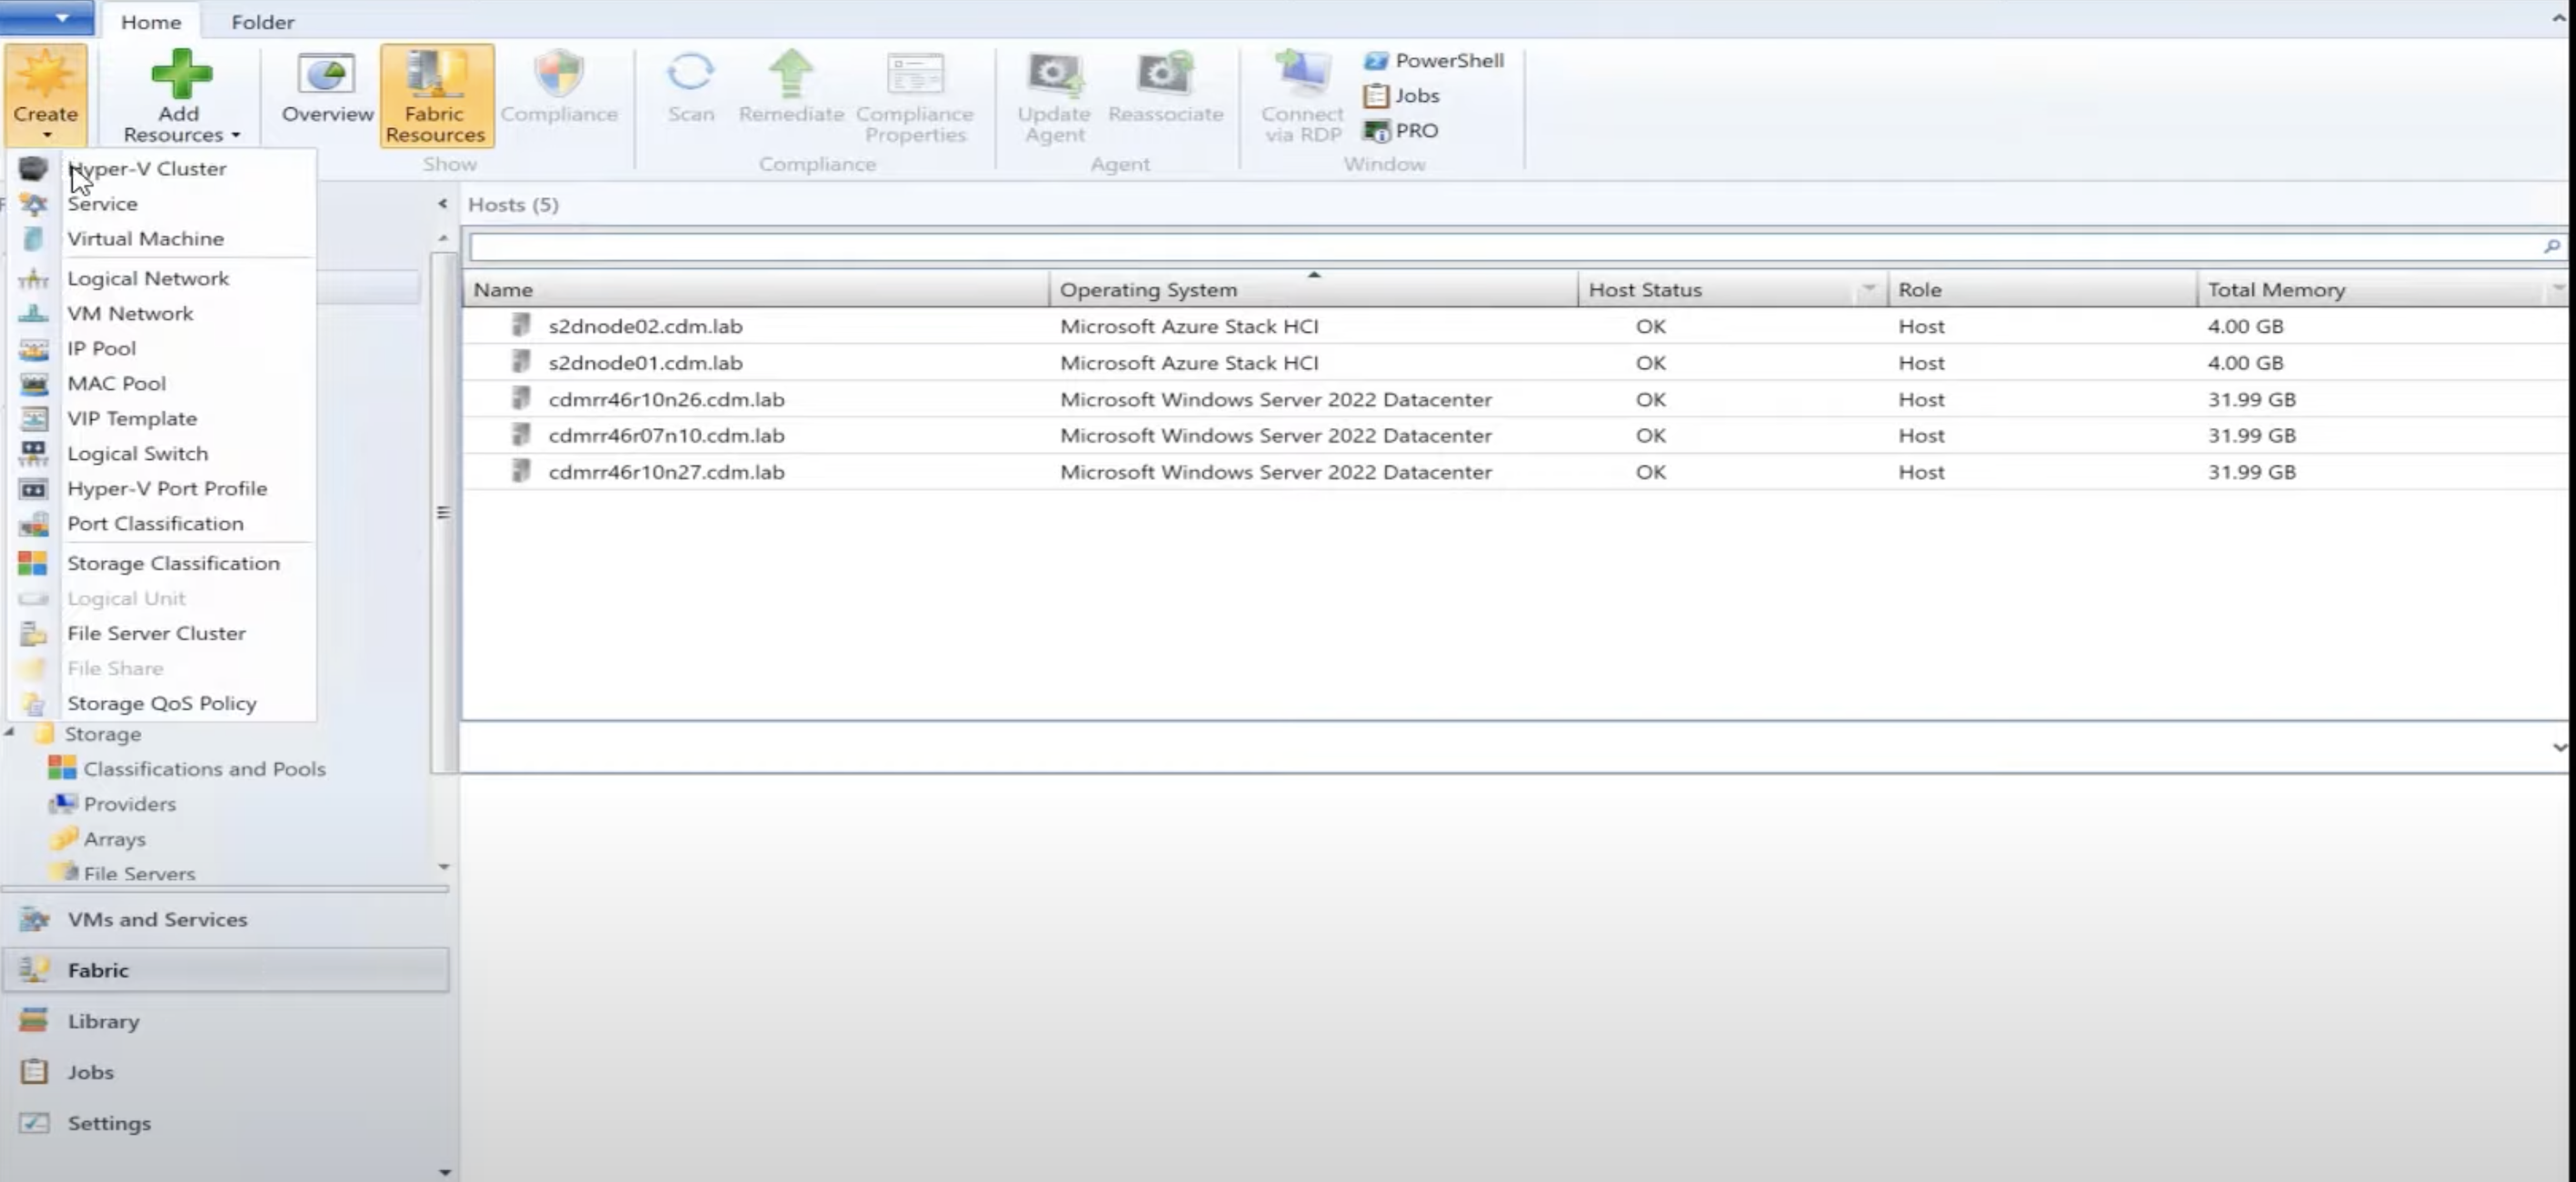 Home Folder
Create
Add Resources
Overview
Fabric Resources
Compliance
Scan
Remediate
Compliance Properties
Update Agent
Reassociate
Connect via RDP
PowerShell
Jobs
PRO
Show
Compliance
Agent
Window
Hyper-V Cluster
Service
Virtual Machine
Logical Network
VM Network
IP Pool
MAC Pool
VIP Template
Logical Switch
Hyper-V Port Profile
Port Classification
Storage Classification
Logical Unit
File Server Cluster
File Share
Storage QoS Policy
Storage
Classifications and Pools
Providers
Arrays
File Servers
VMs and Services
Fabric
Library
Jobs
Settings
Hosts (5)
Name Operating System Host Status Role Total Memory
s2dnode02.cdm.lab Microsoft Azure Stack HCI OK Host 4.00 GB
s2dnode01.cdm.lab Microsoft Azure Stack HCI OK Host 4.00 GB
cdmrr46r10n26.cdm.lab Microsoft Windows Server 2022 Datacenter OK Host 31.99 GB
cdmrr46r07n10.cdm.lab Microsoft Windows Server 2022 Datacenter OK Host 31.99 GB
cdmrr46r10n27.cdm.lab Microsoft Windows Server 2022 Datacenter OK Host 31.99 GB